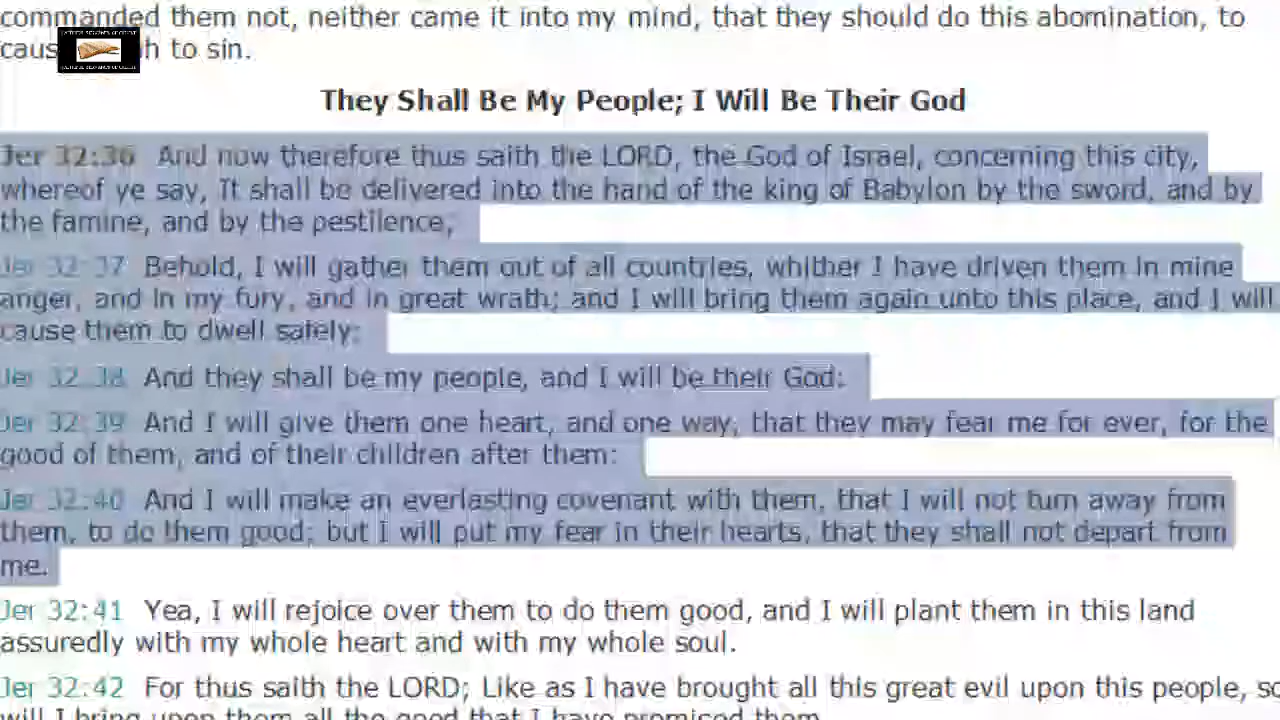 commanded them not, neither came it into my mind, that they should do this abomination, to
to sin.
They Shall Be My People; I Will Be Their God
Jer 32:36 And now therefore thus saith the LORD, the God of Israel, concerning this city,
whereof ye say, It shall be delivered into the hand of the king of Babylon by the sword, and by
the famine, and by the pestilence;
Jer 32:37 Behold, I will gather them out of all countries, whither I have driven them in mine
anger, and in my fury, and in great wrath; and I will bring them again unto this place, and I will
cause them to dwell safely:
Jer 32:38 And they shall be my people, and I will be their God:
Jer 32:39 And I will give them one heart, and one way, that they may fear me for ever, for the
good of them, and of their children after them:
Jer 32:40 And I will make an everlasting covenant with them, that I will not turn away from
them, to do them good; but I will put my fear in their hearts, that they shall not depart from
me.
Jer 32:41 Yea, I will rejoice over them to do them good, and I will plant them in this land
assuredly with my whole heart and with my whole soul.
Jer 32:42 For thus saith the LORD; Like as I have brought all this great evil upon this people, so
will I bring upon them all the good that I have promised them.